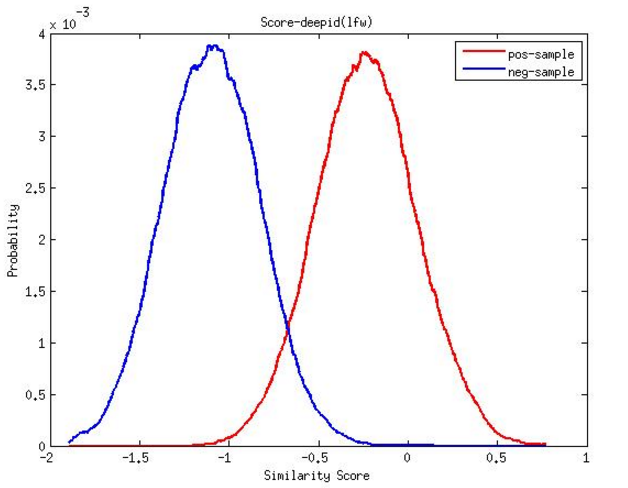 Score-deepid(lfw)
× 10^-3
4
3.5
3
2.5
2
1.5
1
0.5
0
Probability
pos-sample
neg-sample
-2 -1.5 -1 -0.5 0 0.5 1
Similarity Score